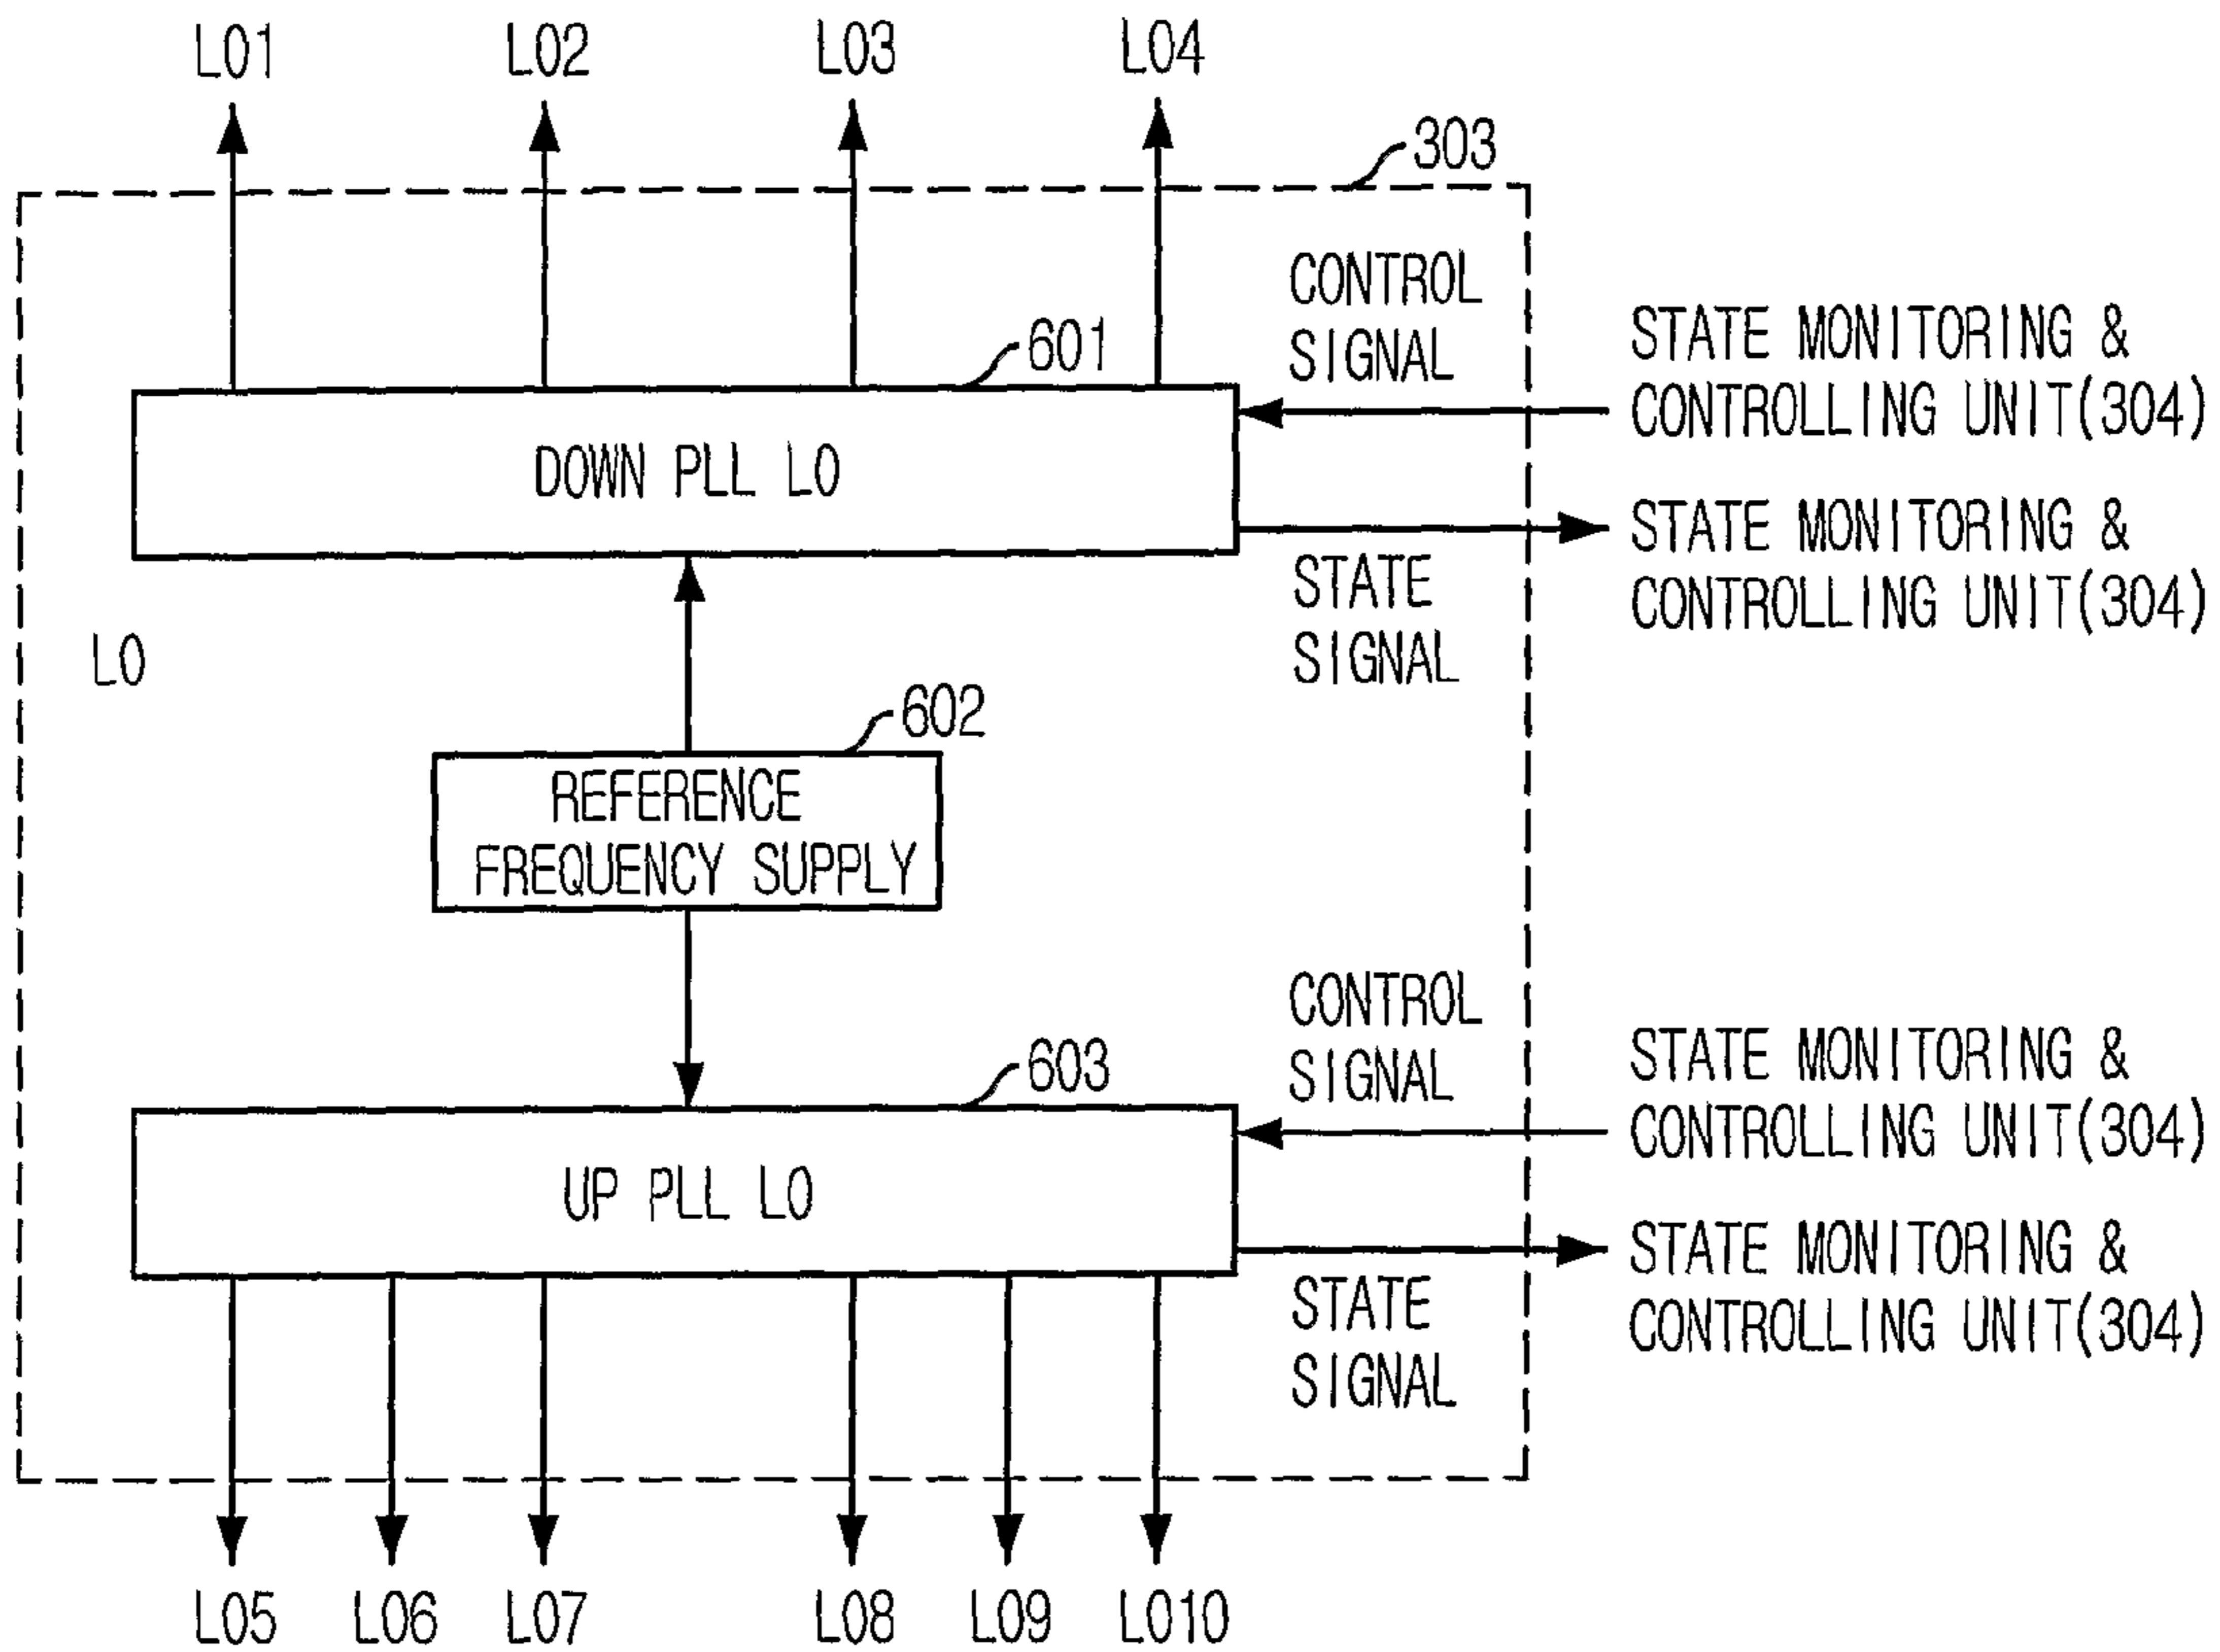 LO1 LO2 LO3 LO4
303
CONTROL
SIGNAL
STATE MONITORING &
CONTROLLING UNIT(304)
601
DOWN PLL LO
STATE MONITORING &
CONTROLLING UNIT(304)
STATE
SIGNAL
LO
602
REFERENCE
FREQUENCY SUPPLY
CONTROL
SIGNAL
STATE MONITORING &
CONTROLLING UNIT(304)
603
UP PLL LO
STATE MONITORING &
CONTROLLING UNIT(304)
STATE
SIGNAL
LO5 LO6 LO7 LO8 LO9 LO10